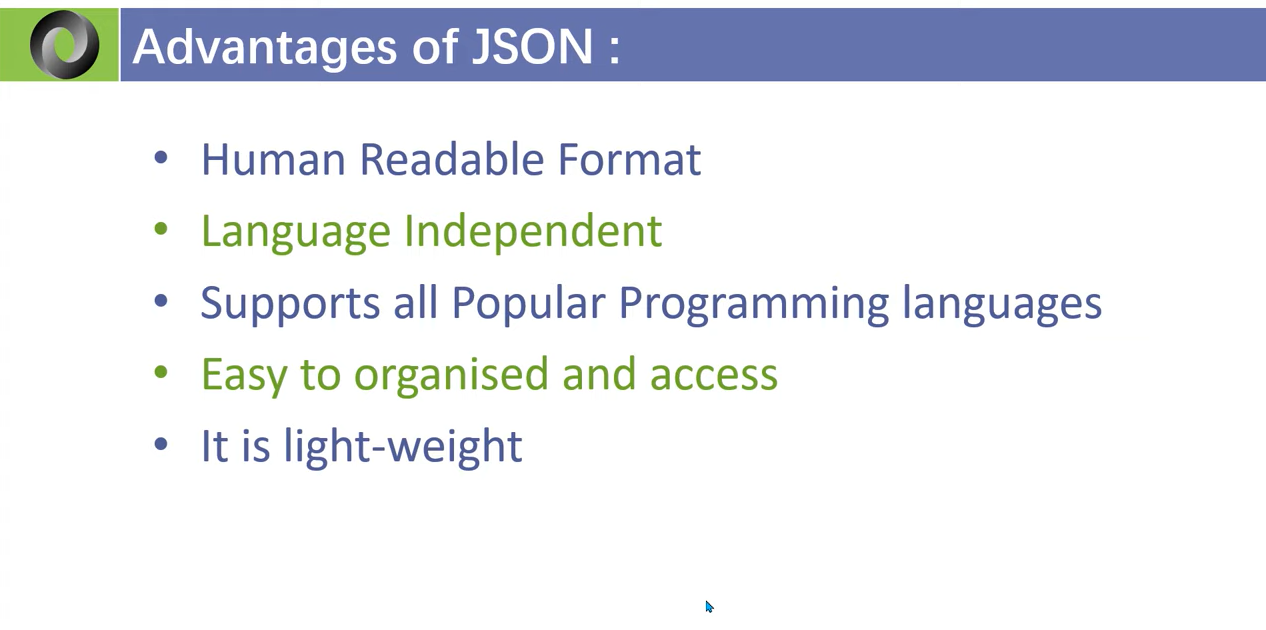 Advantages of JSON :
• Human Readable Format
• Language Independent
• Supports all Popular Programming languages
• Easy to organised and access
• It is light-weight